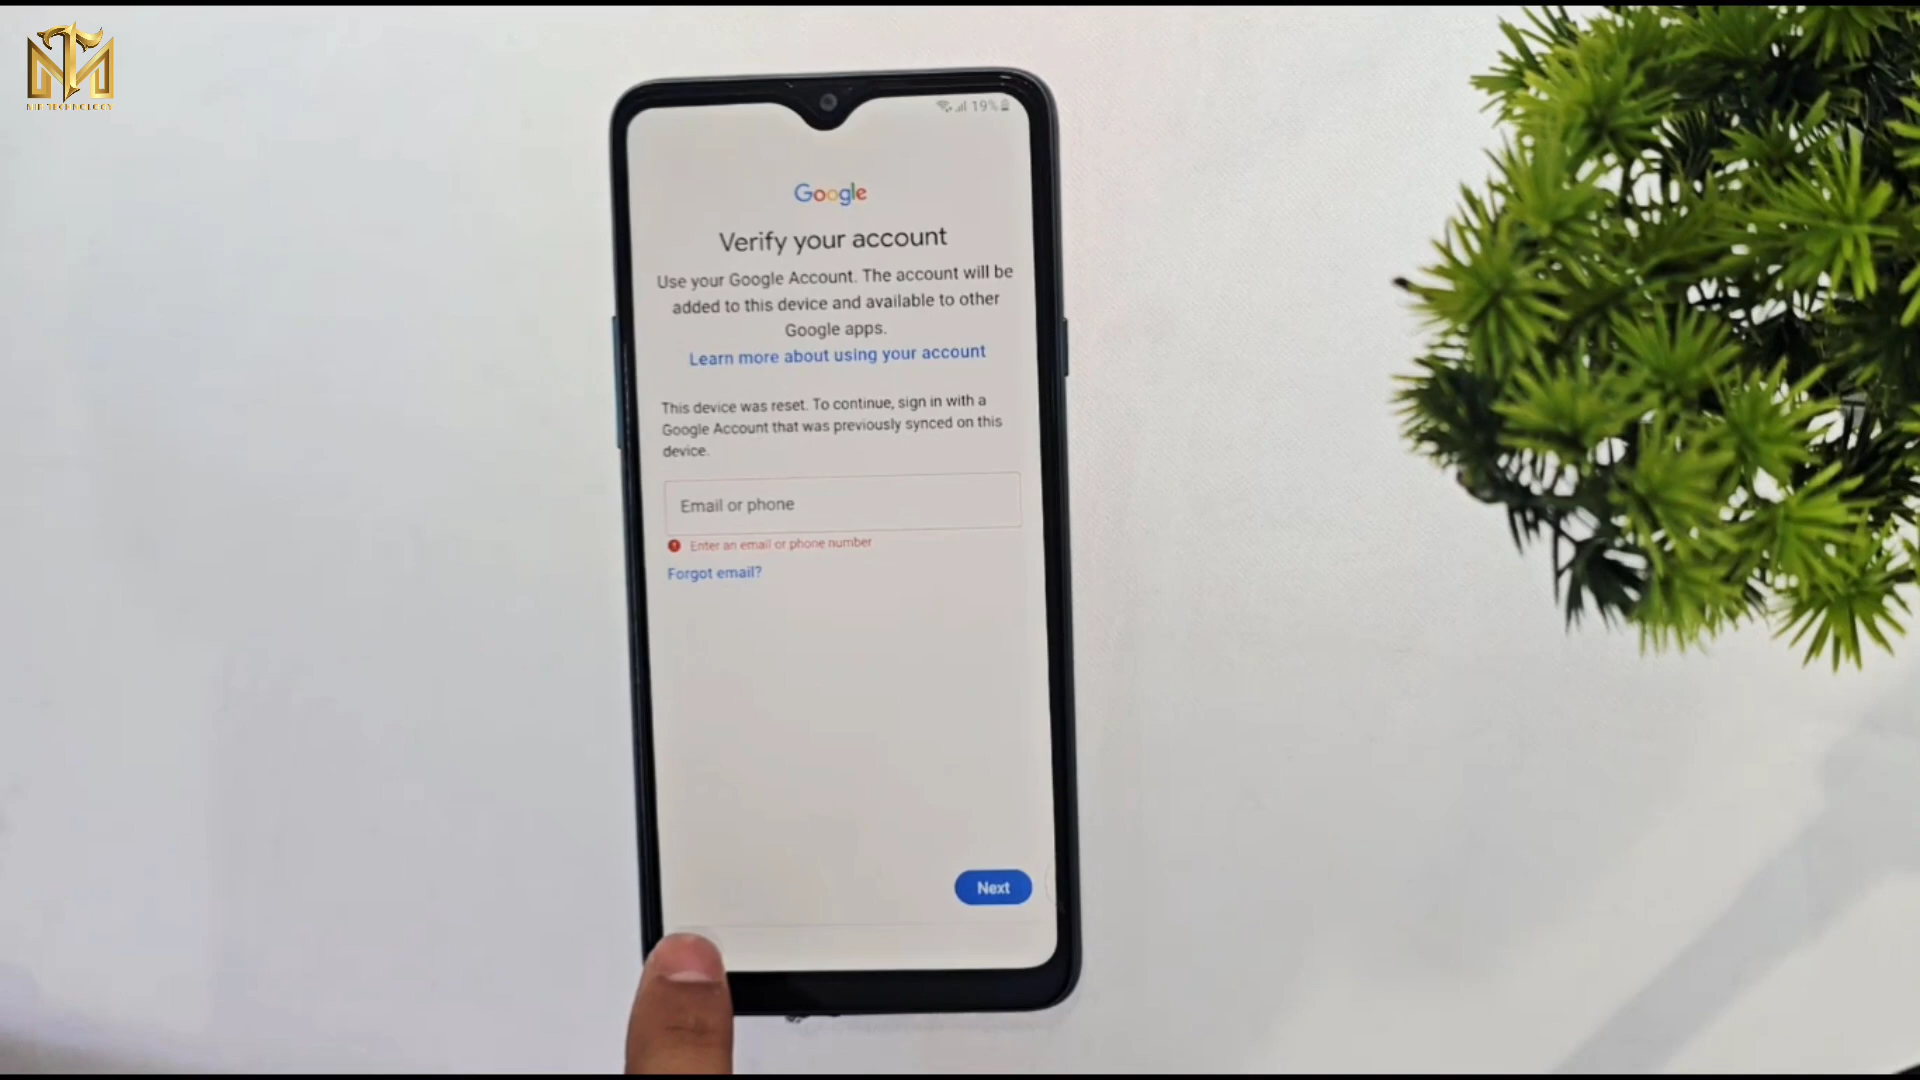 19%
Google
Verify your account
Use your Google Account. The account will be
added to this device and available to other
Google apps.
Learn more about using your account
This device was reset. To continue, sign in with a
Google Account that was previously synced on this
device.
Email or phone
Enter an email or phone number
Forgot email?
Next